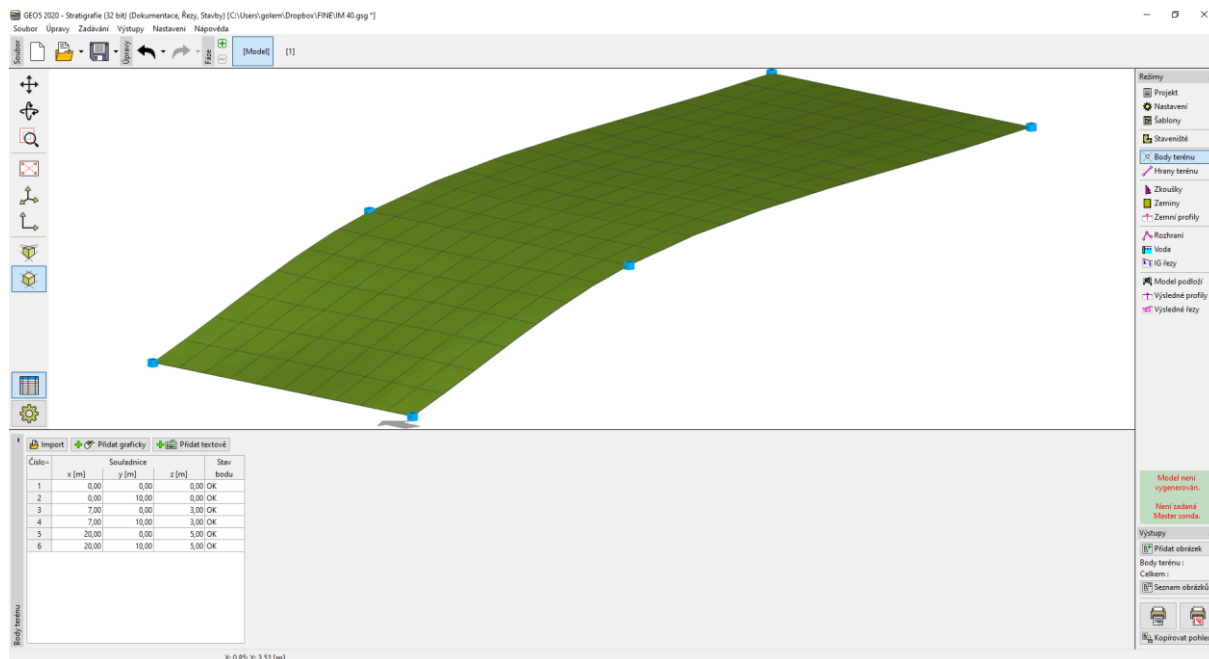 GEO5 2020 - Stratigrafie (32 bit) (Dokumentace, Řezy, Stavby) [C:\Users\golem\Dropbox\FINE\IM 40.gsg *]
Soubor Úpravy Zadávání Výstupy Nastavení Nápověda
Soubor
Úpravy
Fáze
[Model] [1]
Režimy
Projekt
Nastavení
Šablony
Staveniště
Body terénu
Hrany terénu
Zkoušky
Zeminy
Zemní profily
Rozhraní
Voda
IG řezy
Model podloží
Výsledné profily
Výsledné řezy
Import Přidat graficky Přidat textově
Číslo Souřadnice Stav
x [m] y [m] z [m] bodu
1 0,00 0,00 0,00 OK
2 0,00 10,00 0,00 OK
3 7,00 0,00 3,00 OK
4 7,00 10,00 3,00 OK
5 20,00 0,00 5,00 OK
6 20,00 10,00 5,00 OK
Body terénu
Model není
vygenerován.
Není zadaná
Master sonda.
Výstupy
Přidat obrázek
Body terénu :
Celkem :
Seznam obrázků
Kopírovat pohled
X: 0,85; Y: 3,51 [m]